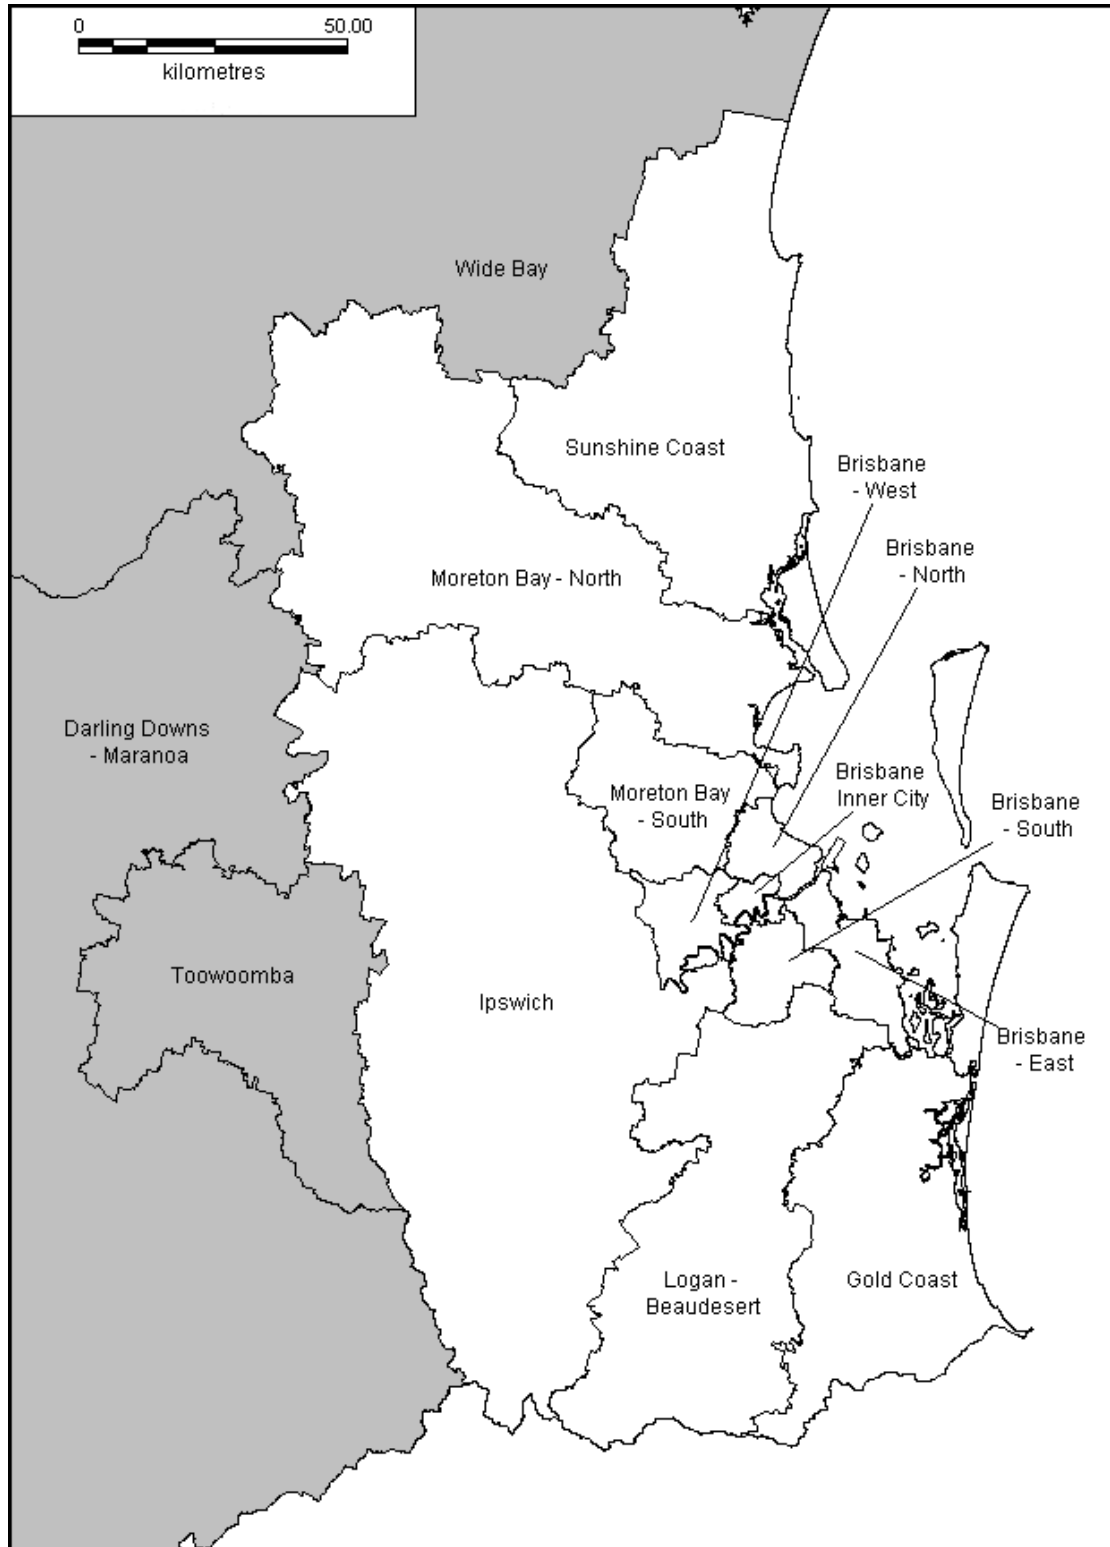 0 50.00
kilometres
Wide Bay
Sunshine Coast
Brisbane
- West
Brisbane
- North
Moreton Bay - North
Darling Downs
- Maranoa
Moreton Bay
- South
Brisbane
Inner City
Brisbane
- South
Toowoomba
Ipswich
Brisbane
- East
Logan -
Beaudesert
Gold Coast